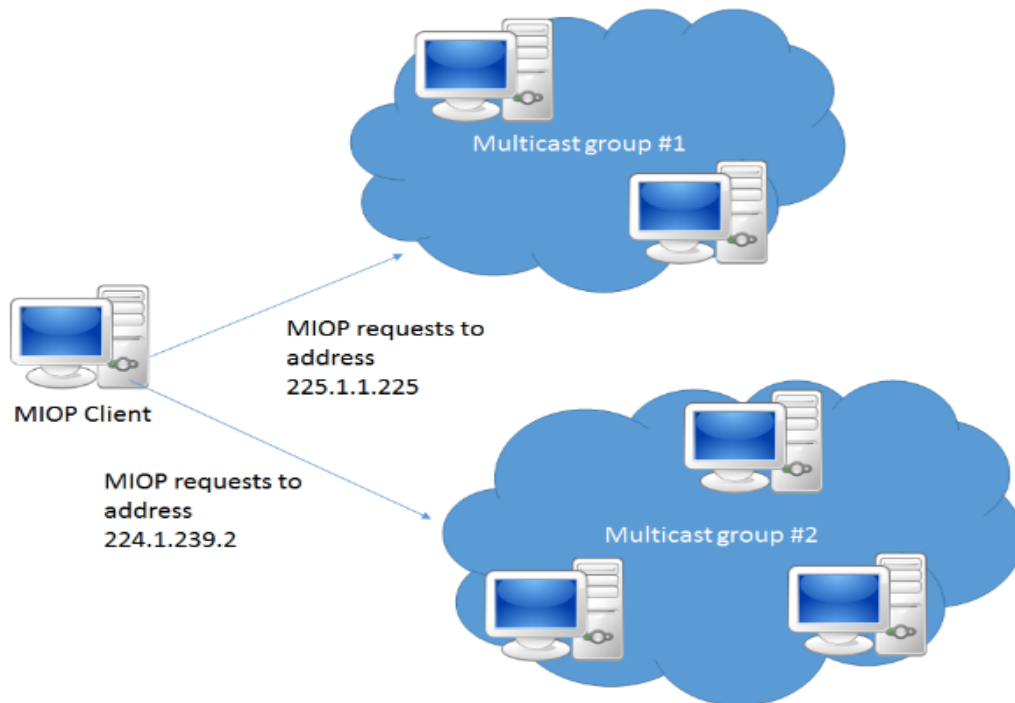 Multicast group #1
MIOP requests to
address
225.1.1.225
MIOP Client
MIOP requests to
address
224.1.239.2
Multicast group #2